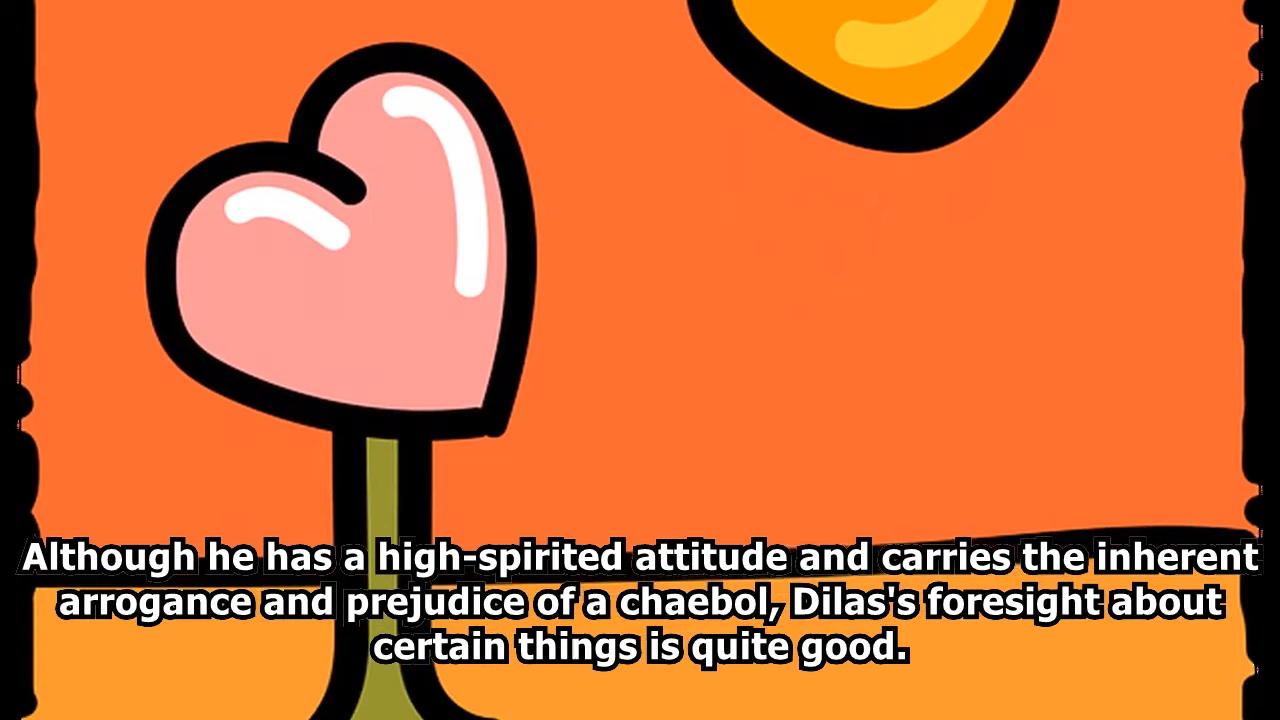 Although he has a high-spirited attitude and carries the inherent
arrogance and prejudice of a chaebol, Dilas's foresight about
certain things is quite good.